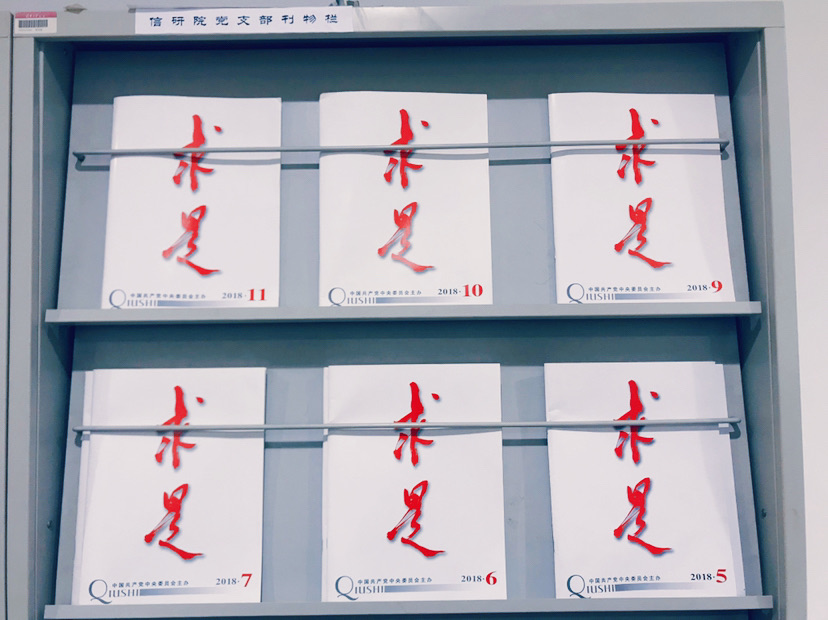 信研院党支部刊物栏
求是
中国共产党中央委员会主办
QIUSHI
2018·11
求是
中国共产党中央委员会主办
QIUSHI
2018·10
求是
中国共产党中央委员会主办
QIUSHI
2018·9
求是
中国共产党中央委员会主办
QIUSHI
2018·7
求是
中国共产党中央委员会主办
QIUSHI
2018·6
求是
中国共产党中央委员会主办
QIUSHI
2018·5